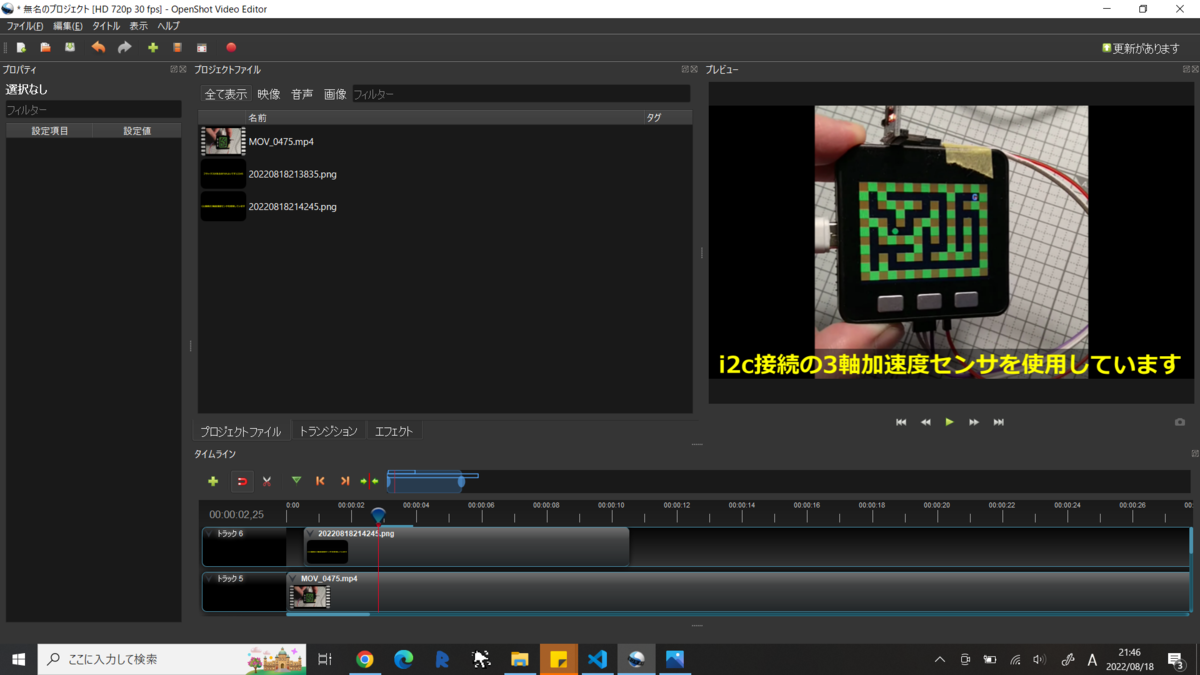 * 無名のプロジェクト [HD 720p 30 fps] - OpenShot Video Editor
ファイル(F) 編集(E) タイトル 表示 ヘルプ
更新があります
プロパティ
プロジェクトファイル
プレビュー
選択なし
フィルター
設定項目 設定値
全て表示 映像 音声 画像 フィルター
名前 タグ
MOV_0475.mp4
20220818213835.png
20220818214245.png
G
i2c接続の3軸加速度センサを使用しています
プロジェクトファイル トランジション エフェクト
タイムライン
00:00:02,25
0:00 00:00:02 00:00:04 00:00:06 00:00:08 00:00:10 00:00:12 00:00:14 00:00:16 00:00:18 00:00:20 00:00:22 00:00:24 00:00:26
トラック 6
20220818214245.png
トラック 5
MOV_0475.mp4
ここに入力して検索
A
21:46
2022/08/18
3